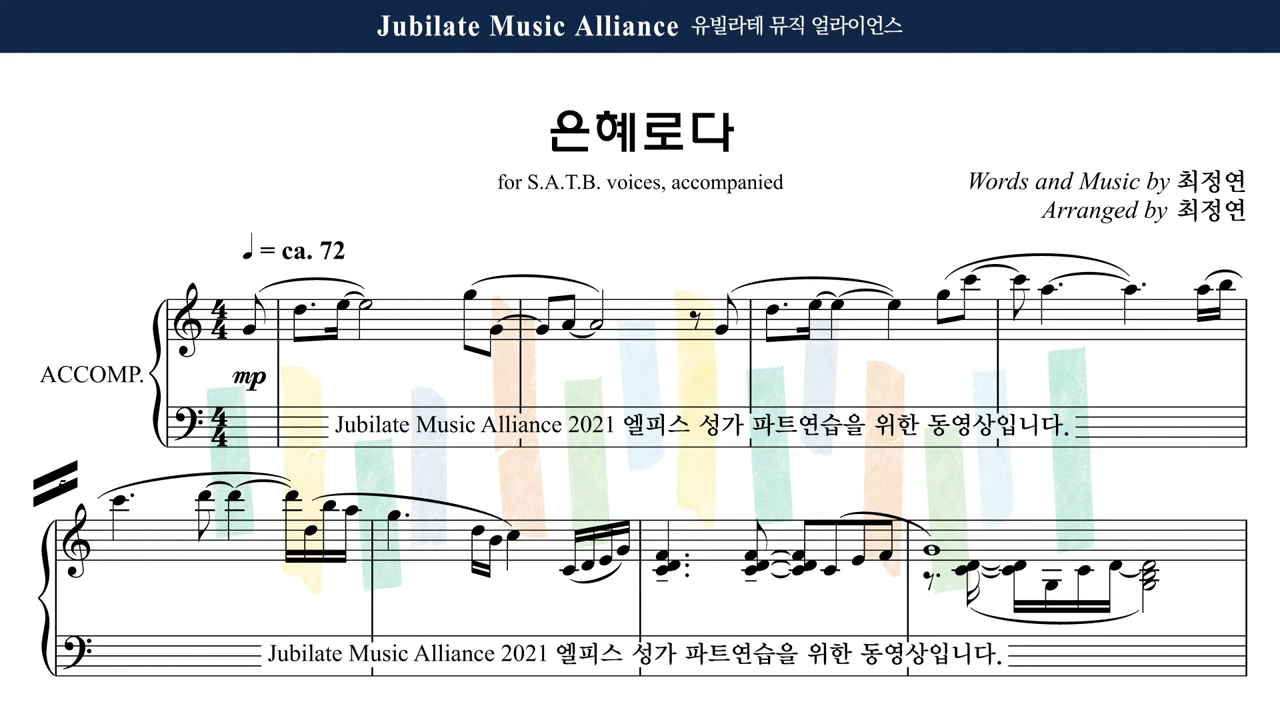 Jubilate Music Alliance 유빌라테 뮤직 얼라이언스
은혜로다
for S.A.T.B. voices, accompanied
Words and Music by 최정연
Arranged by 최정연
♩ = ca. 72
ACCOMP.
mp
Jubilate Music Alliance 2021 엘피스 성가 파트연습을 위한 동영상입니다.
5
Jubilate Music Alliance 2021 엘피스 성가 파트연습을 위한 동영상입니다.